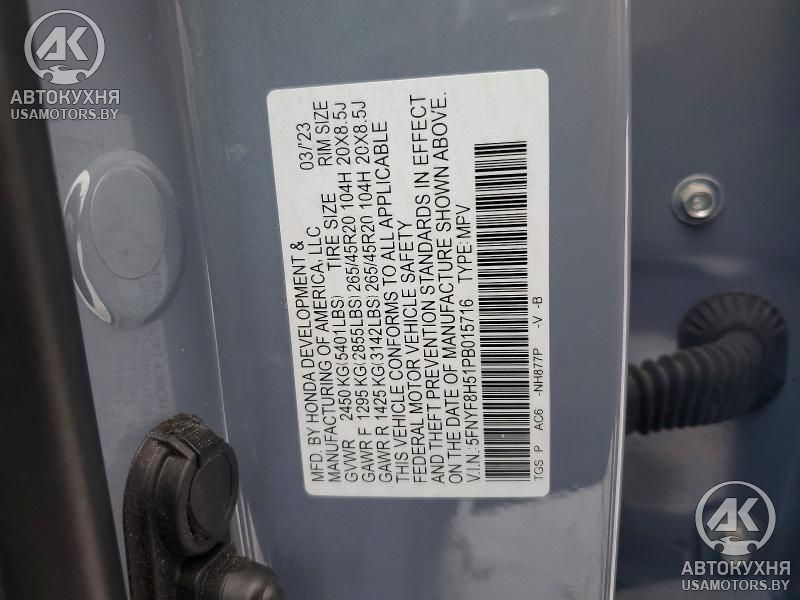 AK
АВТОКУХНЯ
USAMOTORS.BY
MFD. BY HONDA DEVELOPMENT & 03/'23
MANUFACTURING OF AMERICA, LLC
GVWR 2450 KG(5401LBS) TIRE SIZE RIM SIZE
GAWR F 1295 KG(2855LBS) 265/45R20 104H 20X8.5J
GAWR R 1425 KG(3142LBS) 265/45R20 104H 20X8.5J
THIS VEHICLE CONFORMS TO ALL APPLICABLE
FEDERAL MOTOR VEHICLE SAFETY
AND THEFT PREVENTION STANDARDS IN EFFECT
ON THE DATE OF MANUFACTURE SHOWN ABOVE.
V.I.N.: 5FNYF8H51PB015716 TYPE:MPV
TGS P AC6 -NH877P -V -B
AK
АВТОКУХНЯ
USAMOTORS.BY